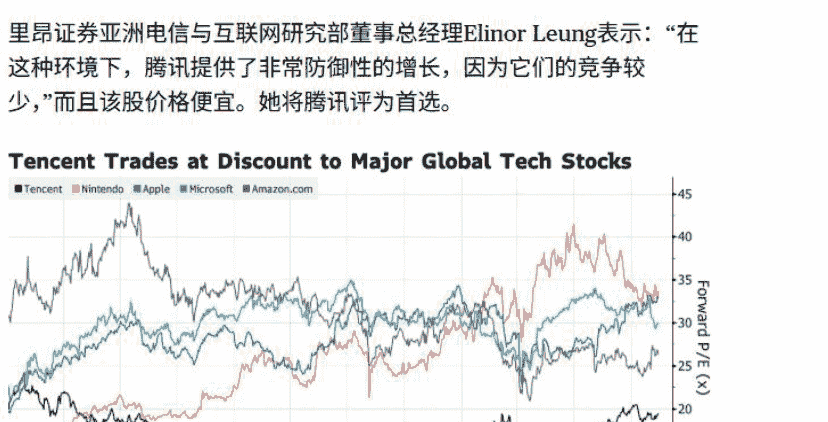 里昂证券亚洲电信与互联网研究部董事总经理Elinor Leung表示：“在
这种环境下，腾讯提供了非常防御性的增长，因为它们的竞争较
少，”而且该股价格便宜。她将腾讯评为首选。
Tencent Trades at Discount to Major Global Tech Stocks
Tencent Nintendo Apple Microsoft Amazon.com
45
40
35
30
25
20
Forward P/E (x)